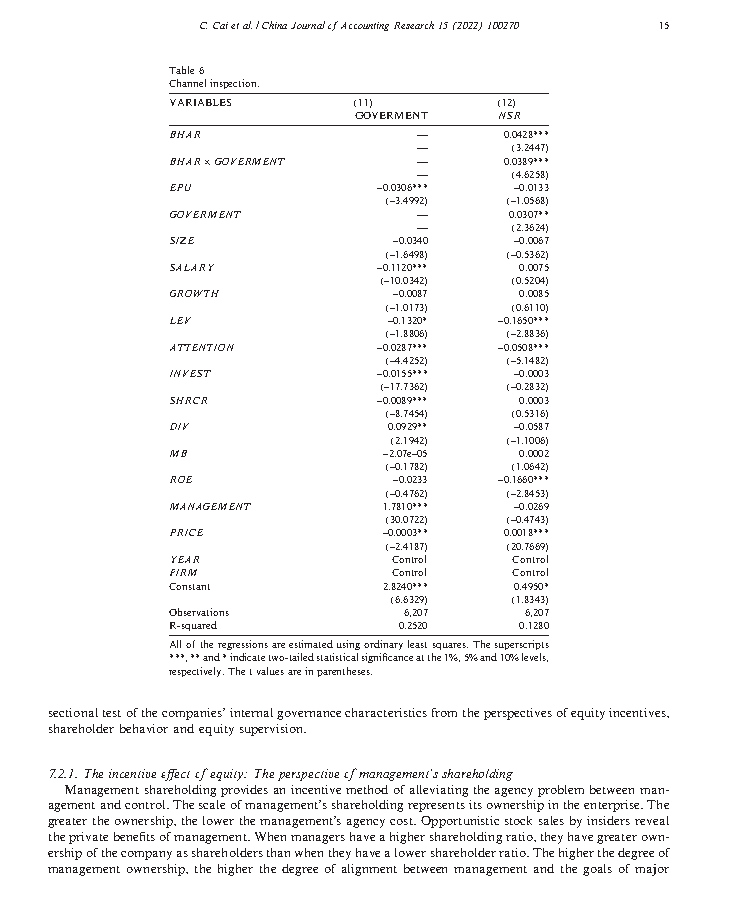 C. Cai et al. / China Journal of Accounting Research 15 (2022) 100270 15
Table 6
Channel inspection.
VARIABLES (11) (12)
GOVERMENT NSR
BHAR — 0.0428***
— (3.2447)
BHAR × GOVERMENT — 0.0389***
— (4.6258)
EPU −0.0306*** −0.0133
(−3.4992) (−1.0568)
GOVERMENT — 0.0307**
— (2.3624)
SIZE −0.0340 −0.0067
(−1.6498) (−0.5362)
SALARY −0.1120*** 0.0075
(−10.0342) (0.5204)
GROWTH −0.0087 0.0085
(−1.0173) (0.6110)
LEV −0.1320* −0.1650***
(−1.8806) (−2.8836)
ATTENTION −0.0287*** −0.0508***
(−4.4252) (−5.1482)
INVEST −0.0155*** −0.0003
(−17.7362) (−0.2832)
SHRCR −0.0089*** 0.0003
(−8.7454) (0.5316)
DIV 0.0929** −0.0587
(2.1942) (−1.1006)
MB −2.07e−05 0.0002
(−0.1782) (1.0642)
ROE −0.0233 −0.1660***
(−0.4762) (−2.8453)
MANAGEMENT 1.7810*** −0.0269
(30.0722) (−0.4743)
PRICE −0.0003** 0.0018***
(−2.4187) (20.7669)
YEAR Control Control
FIRM Control Control
Constant 2.8240*** 0.4950*
(6.6329) (1.8343)
Observations 6,207 6,207
R-squared 0.2520 0.1280
All of the regressions are estimated using ordinary least squares. The superscripts
***, ** and * indicate two-tailed statistical significance at the 1%, 5% and 10% levels,
respectively. The t values are in parentheses.
sectional test of the companies' internal governance characteristics from the perspectives of equity incentives,
shareholder behavior and equity supervision.
7.2.1. The incentive effect of equity: The perspective of management's shareholding
Management shareholding provides an incentive method of alleviating the agency problem between man-
agement and control. The scale of management's shareholding represents its ownership in the enterprise. The
greater the ownership, the lower the management's agency cost. Opportunistic stock sales by insiders reveal
the private benefits of management. When managers have a higher shareholding ratio, they have greater own-
ership of the company as shareholders than when they have a lower shareholder ratio. The higher the degree of
management ownership, the higher the degree of alignment between management and the goals of major